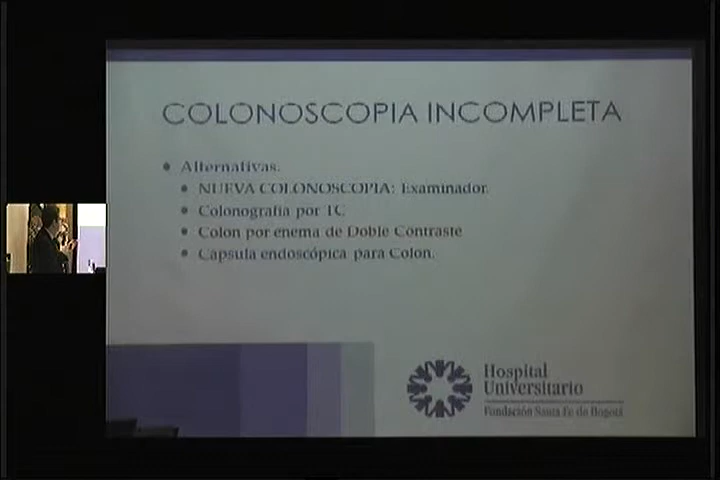 COLONOSCOPIA INCOMPLETA
Alternativas.
NUEVA COLONOSCOPIA: Examinador.
Colonografia por TC
Colon por enema de Doble Contraste
Capsula endoscópica para Colon.
Hospital
Universitario
Fundación Santa Fe de Bogotá